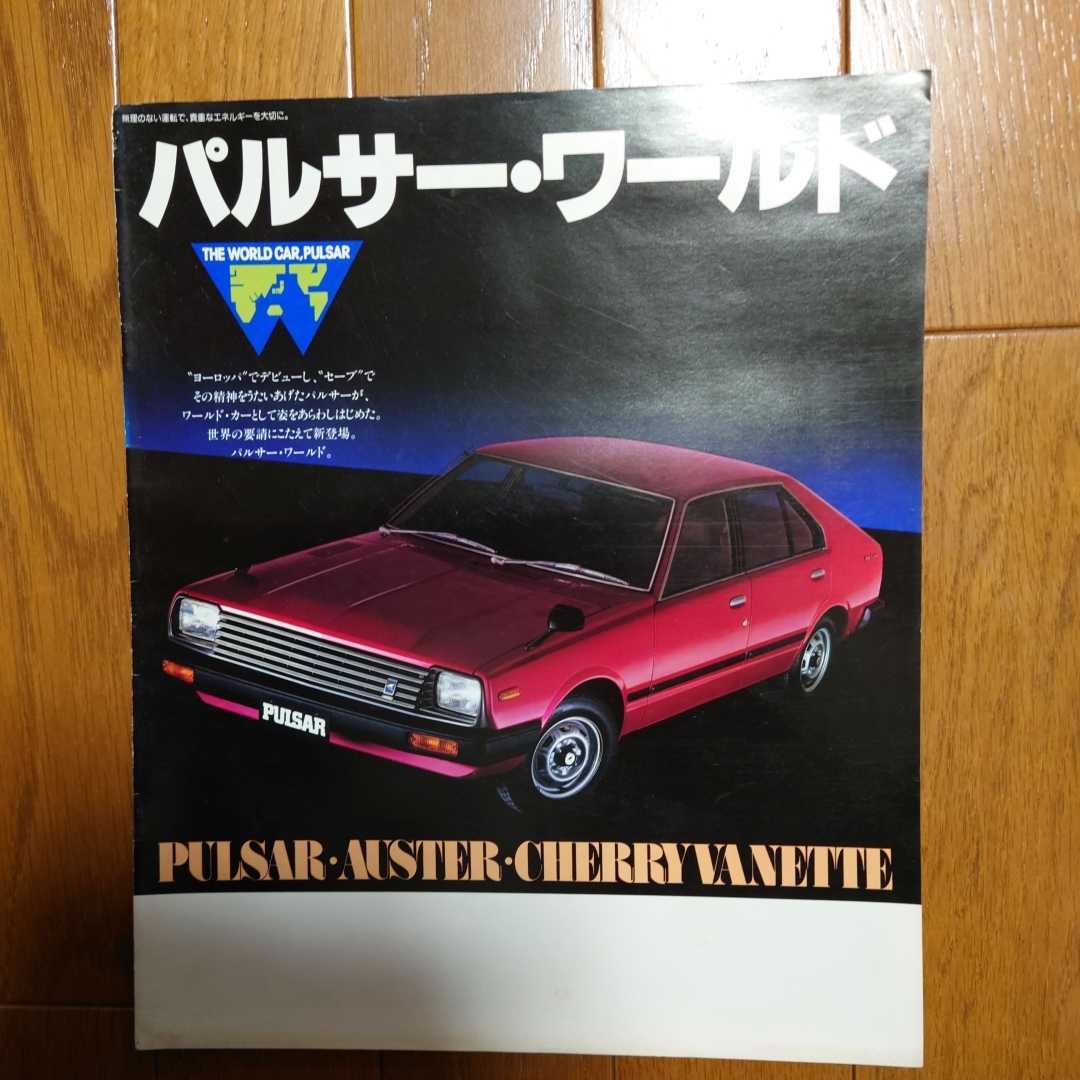 無理のない運転で、貴重なエネルギーを大切に。
パルサー・ワールド
THE WORLD CAR, PULSAR
"ヨーロッパ"でデビューし、"セーブ"で
その精神をうたいあげたパルサーが、
ワールド・カーとして姿をあらわしはじめた。
世界の要請にこたえて新登場。
パルサー・ワールド。
PULSAR
PULSAR・AUSTER・CHERRY VANETTE